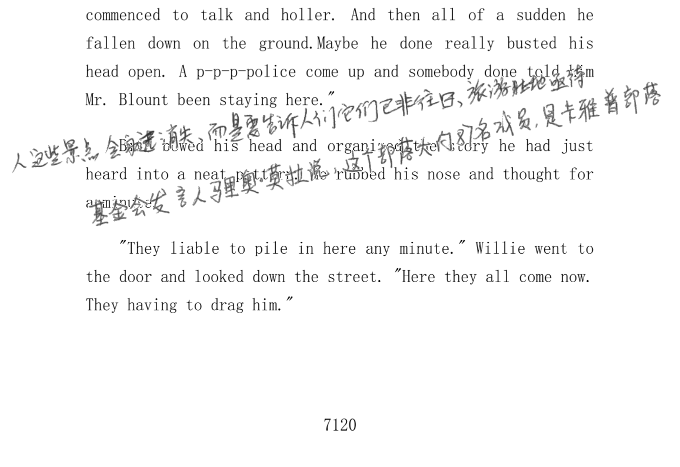 commenced to talk and holler. And then all of a sudden he
fallen down on the ground.Maybe he done really busted his
head open. A p-p-p-police come up and somebody done told him
Mr. Blount been staying here."
人这些景点会消失,而是要告诉人们它们已非往日、旅游胜地亟待
bowed his head and organized the story he had just
heard into a neat pattern. He rubbed his nose and thought for
基金会发言人马里奥·莫拉说,这个部落大约87名成员,是卡雅普部落
a minute.
"They liable to pile in here any minute." Willie went to
the door and looked down the street. "Here they all come now.
They having to drag him."
7120